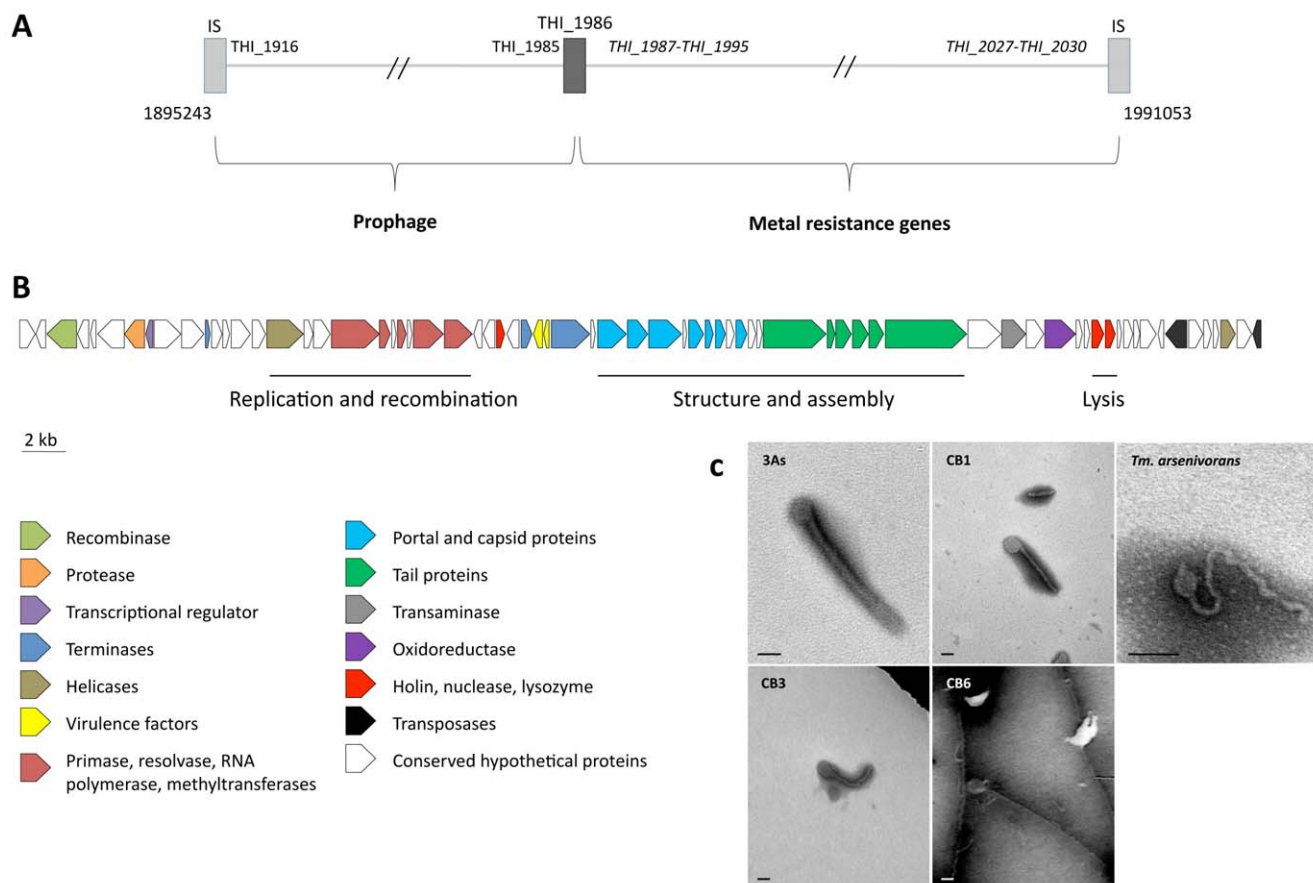 A
IS
THI_1986
IS
THI_1916
THI_1985
THI_1987-THI_1995
THI_2027-THI_2030
1895243
1991053
Prophage
Metal resistance genes
B
Replication and recombination
Structure and assembly
Lysis
2 kb
Recombinase
Protease
Transcriptional regulator
Terminases
Helicases
Virulence factors
Primase, resolvase, RNA
polymerase, methyltransferases
Portal and capsid proteins
Tail proteins
Transaminase
Oxidoreductase
Holin, nuclease, lysozyme
Transposases
Conserved hypothetical proteins
c
3As
CB1
Tm. arsenivorans
CB3
CB6